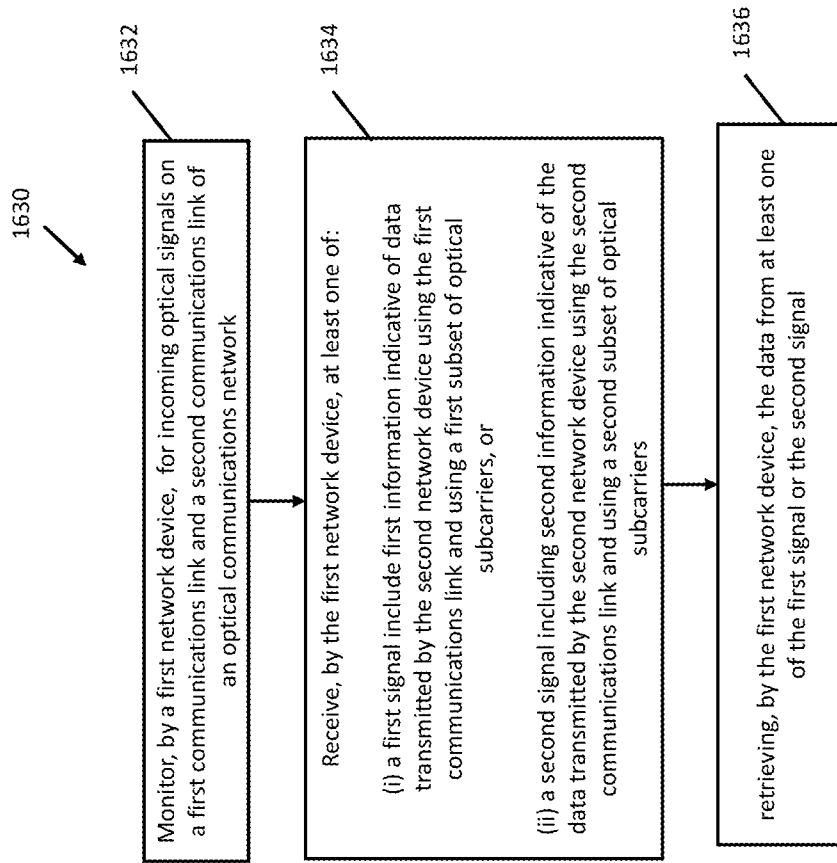 1630
1632
Monitor, by a first network device,  for incoming optical signals on
a first communications link and a second communications link of
an optical communications network
1634
Receive, by the first network device, at least one of:
(i) a first signal include first information indicative of data
transmitted by the second network device using the first
communications link and using a first subset of optical
subcarriers, or
(ii) a second signal including second information indicative of the
data transmitted by the second network device using the second
communications link and using a second subset of optical
subcarriers
1636
retrieving, by the first network device, the data from at least one
of the first signal or the second signal